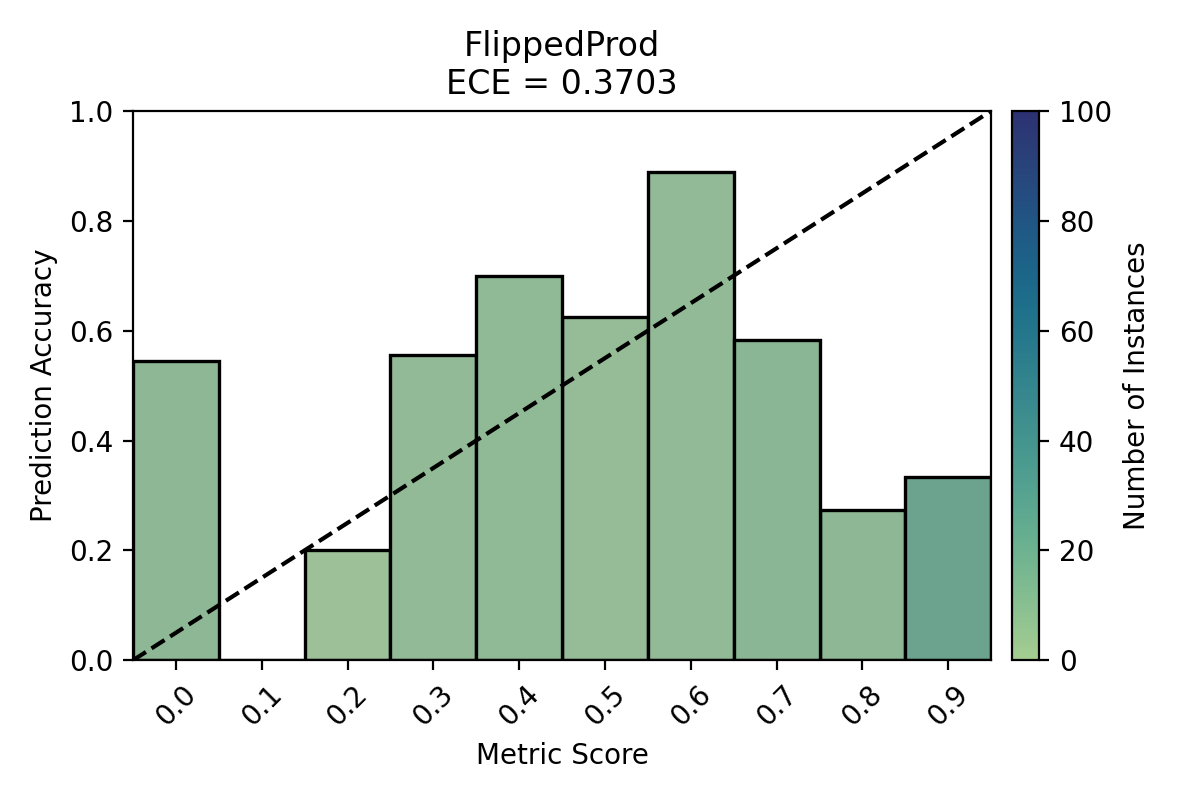 FlippedProd
ECE = 0.3703
1.0
0.8
0.6
0.4
0.2
0.0
Prediction Accuracy
0.0 0.1 0.2 0.3 0.4 0.5 0.6 0.7 0.8 0.9
Metric Score
100
80
60
40
20
0
Number of Instances